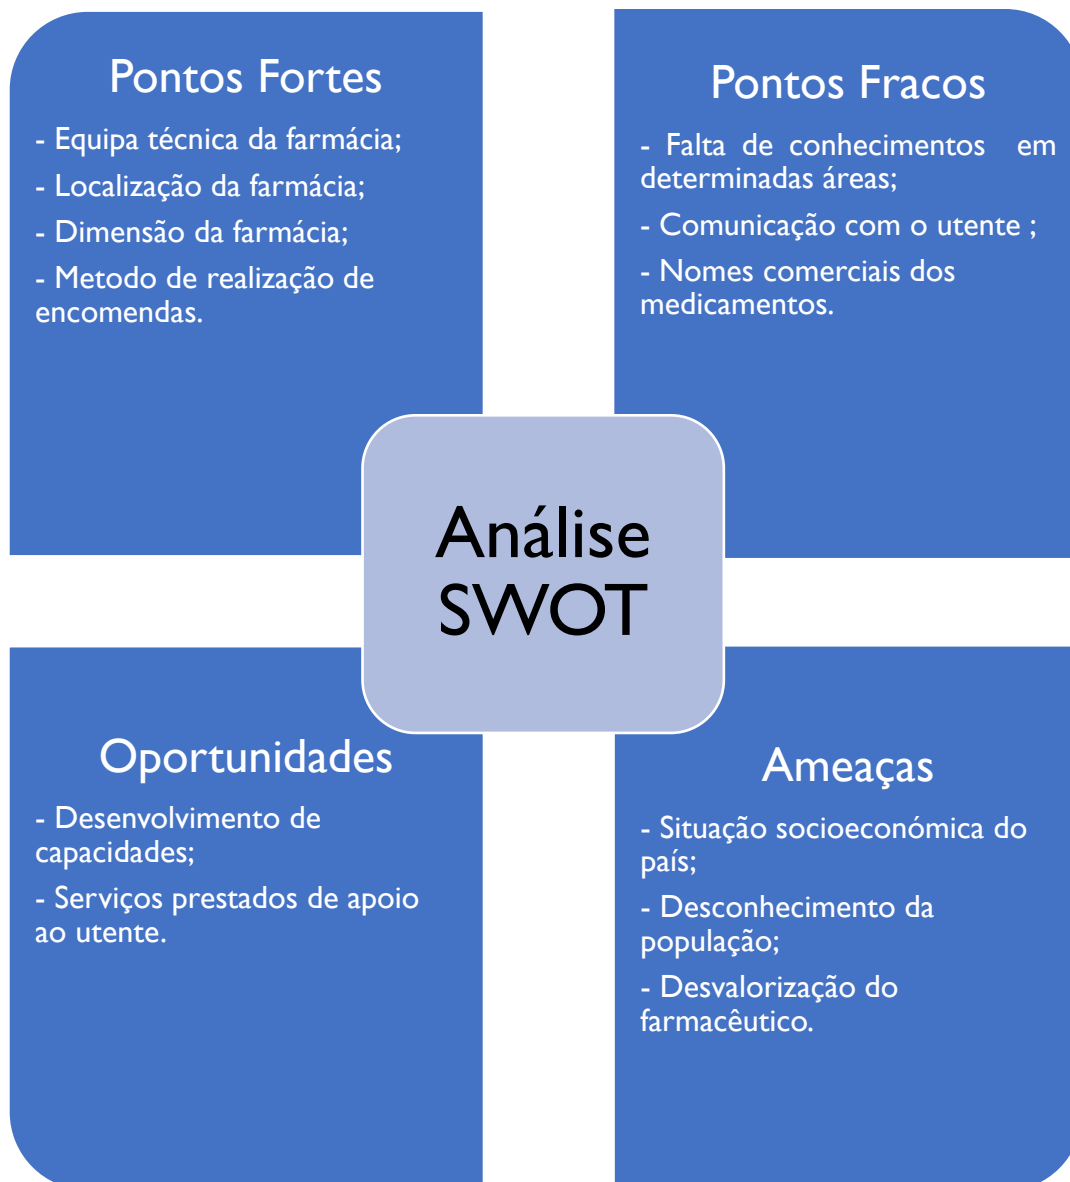 Pontos Fortes
- Equipa técnica da farmácia;
- Localização da farmácia;
- Dimensão da farmácia;
- Metodo de realização de
encomendas.
Pontos Fracos
- Falta de conhecimentos em
determinadas áreas;
- Comunicação com o utente ;
- Nomes comerciais dos
medicamentos.
Análise
SWOT
Oportunidades
- Desenvolvimento de
capacidades;
- Serviços prestados de apoio
ao utente.
Ameaças
- Situação socioeconómica do
país;
- Desconhecimento da
população;
- Desvalorização do
farmacêutico.